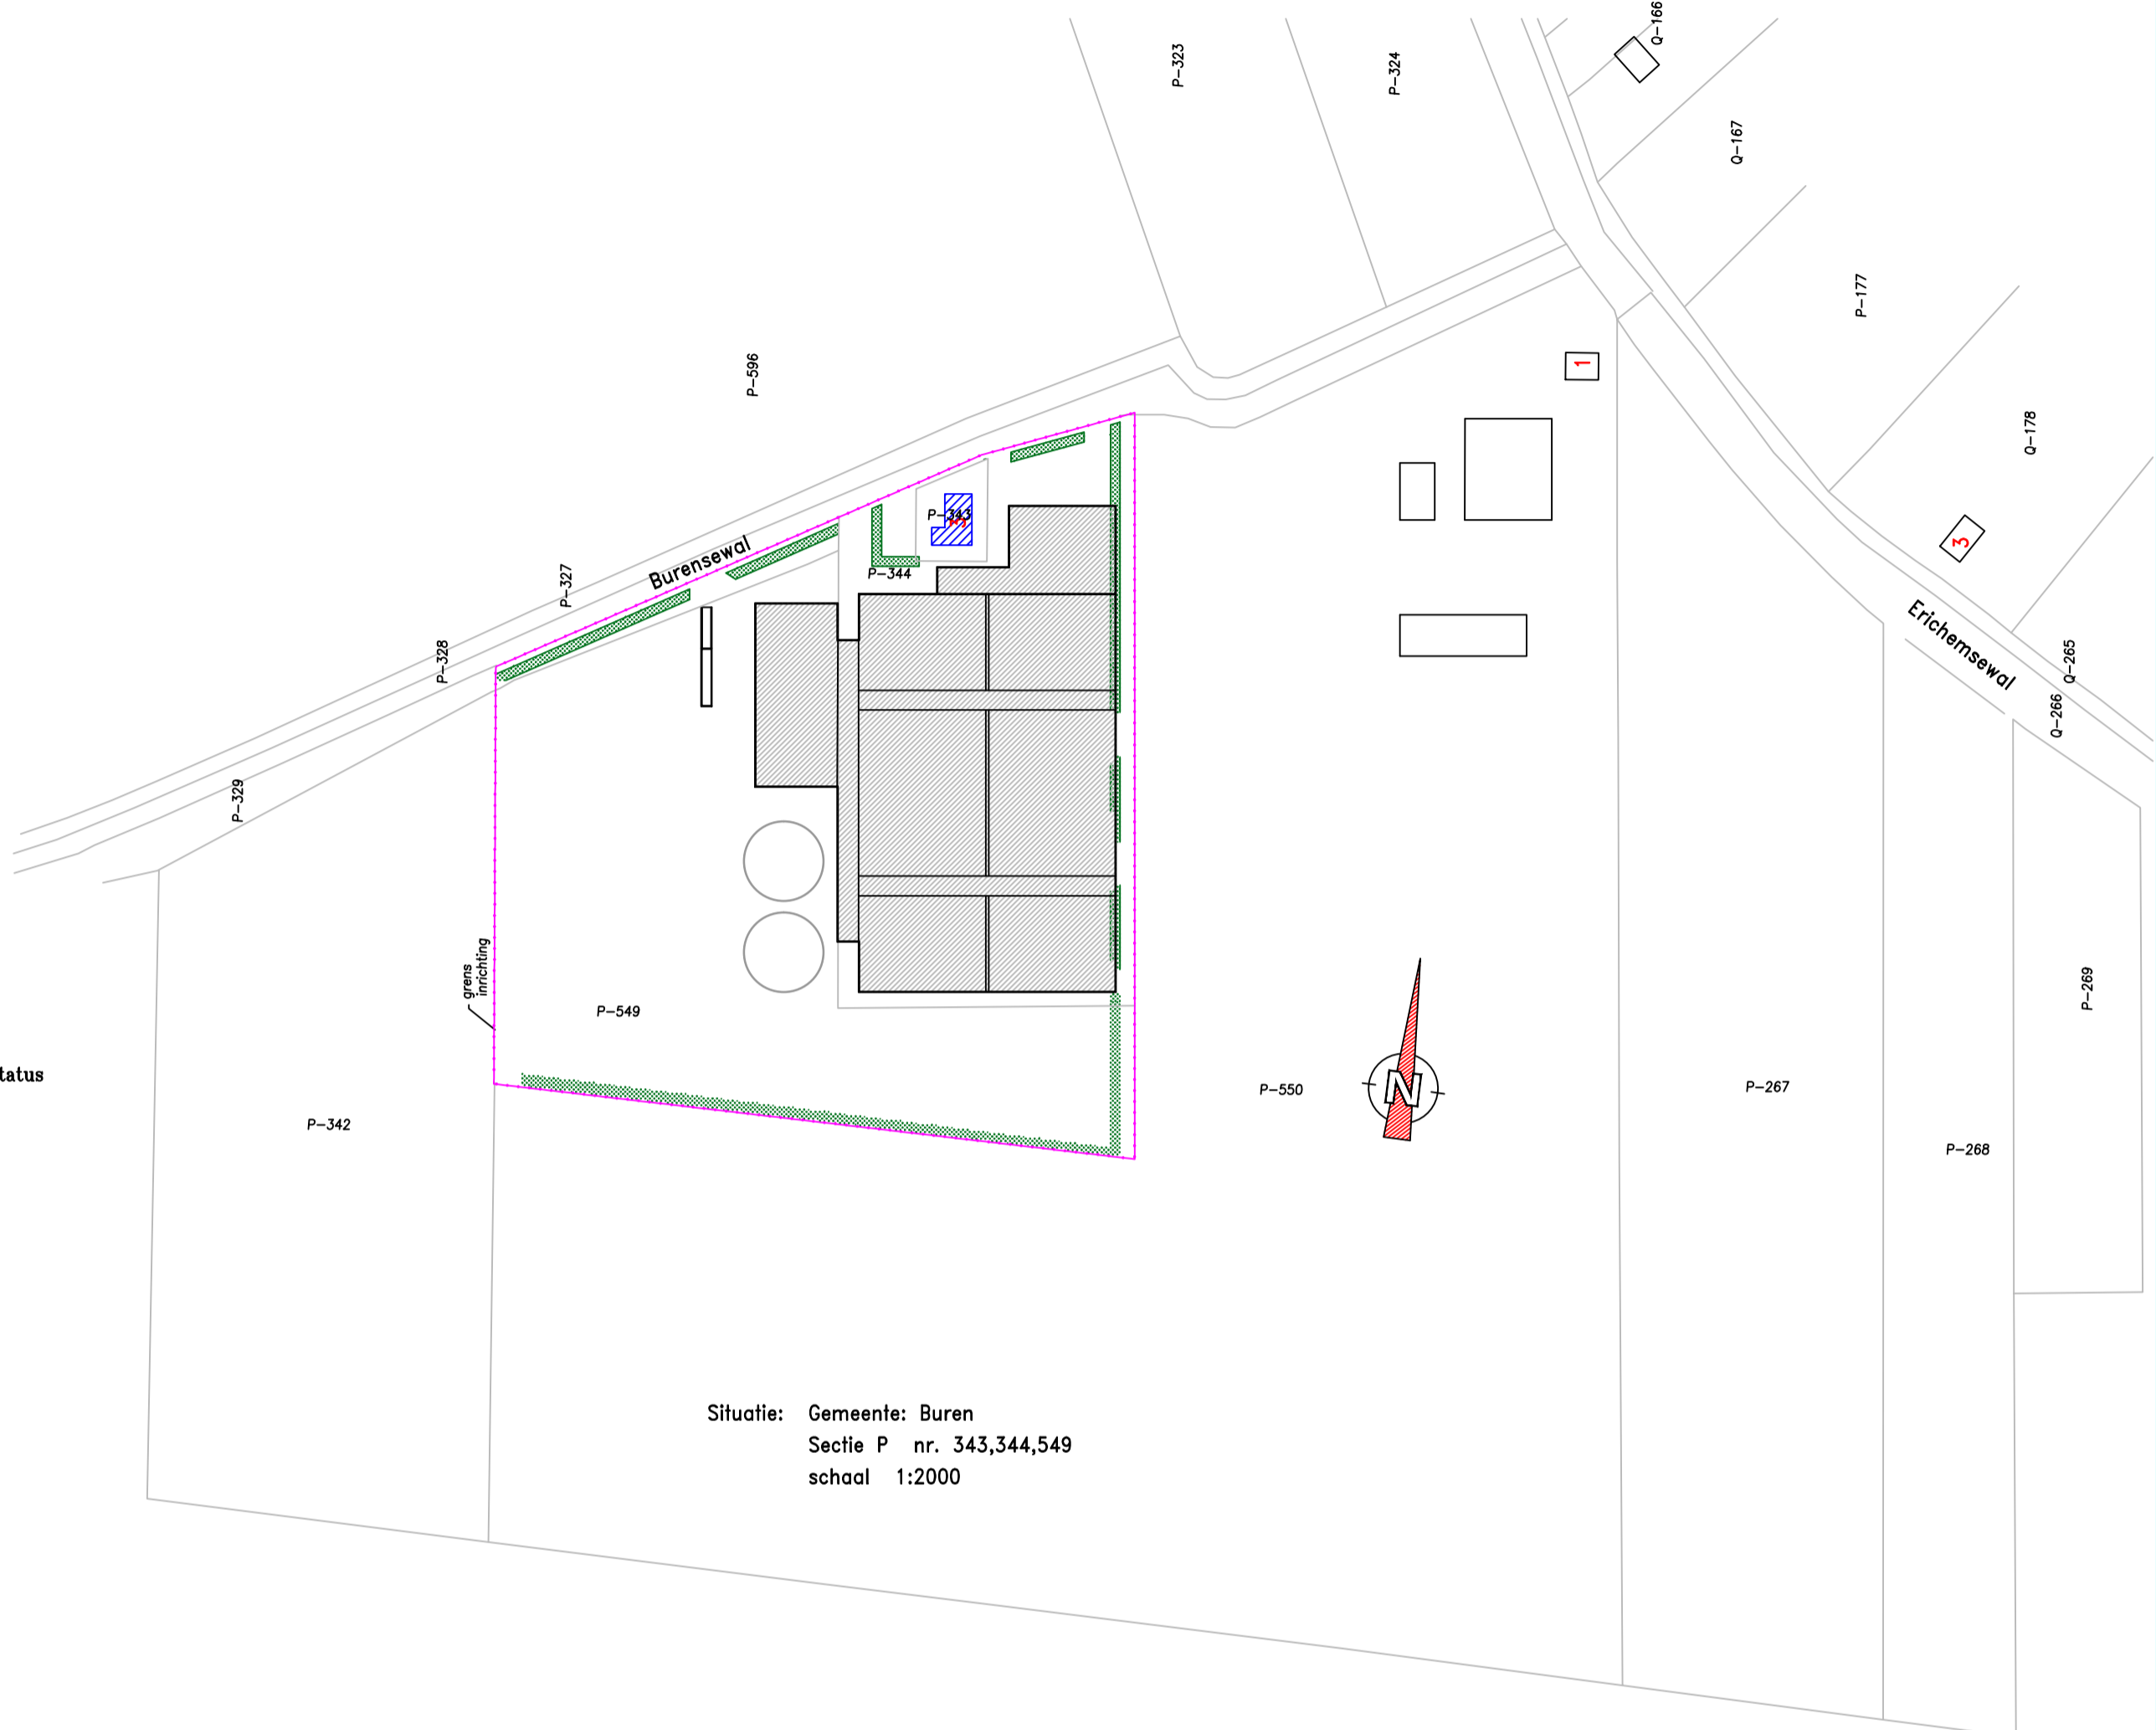 Q-166
P-323
P-324
Q-167
P-177
P-596
1
Q-178
P-343
3
P-344
Burensewal
P-327
P-328
Erichemsewal
Q-265
Q-266
P-329
grens
inrichting
P-549
P-269
tatus
N
P-550
P-267
P-342
P-268
Situatie: Gemeente: Buren
Sectie P nr. 343,344,549
schaal 1:2000